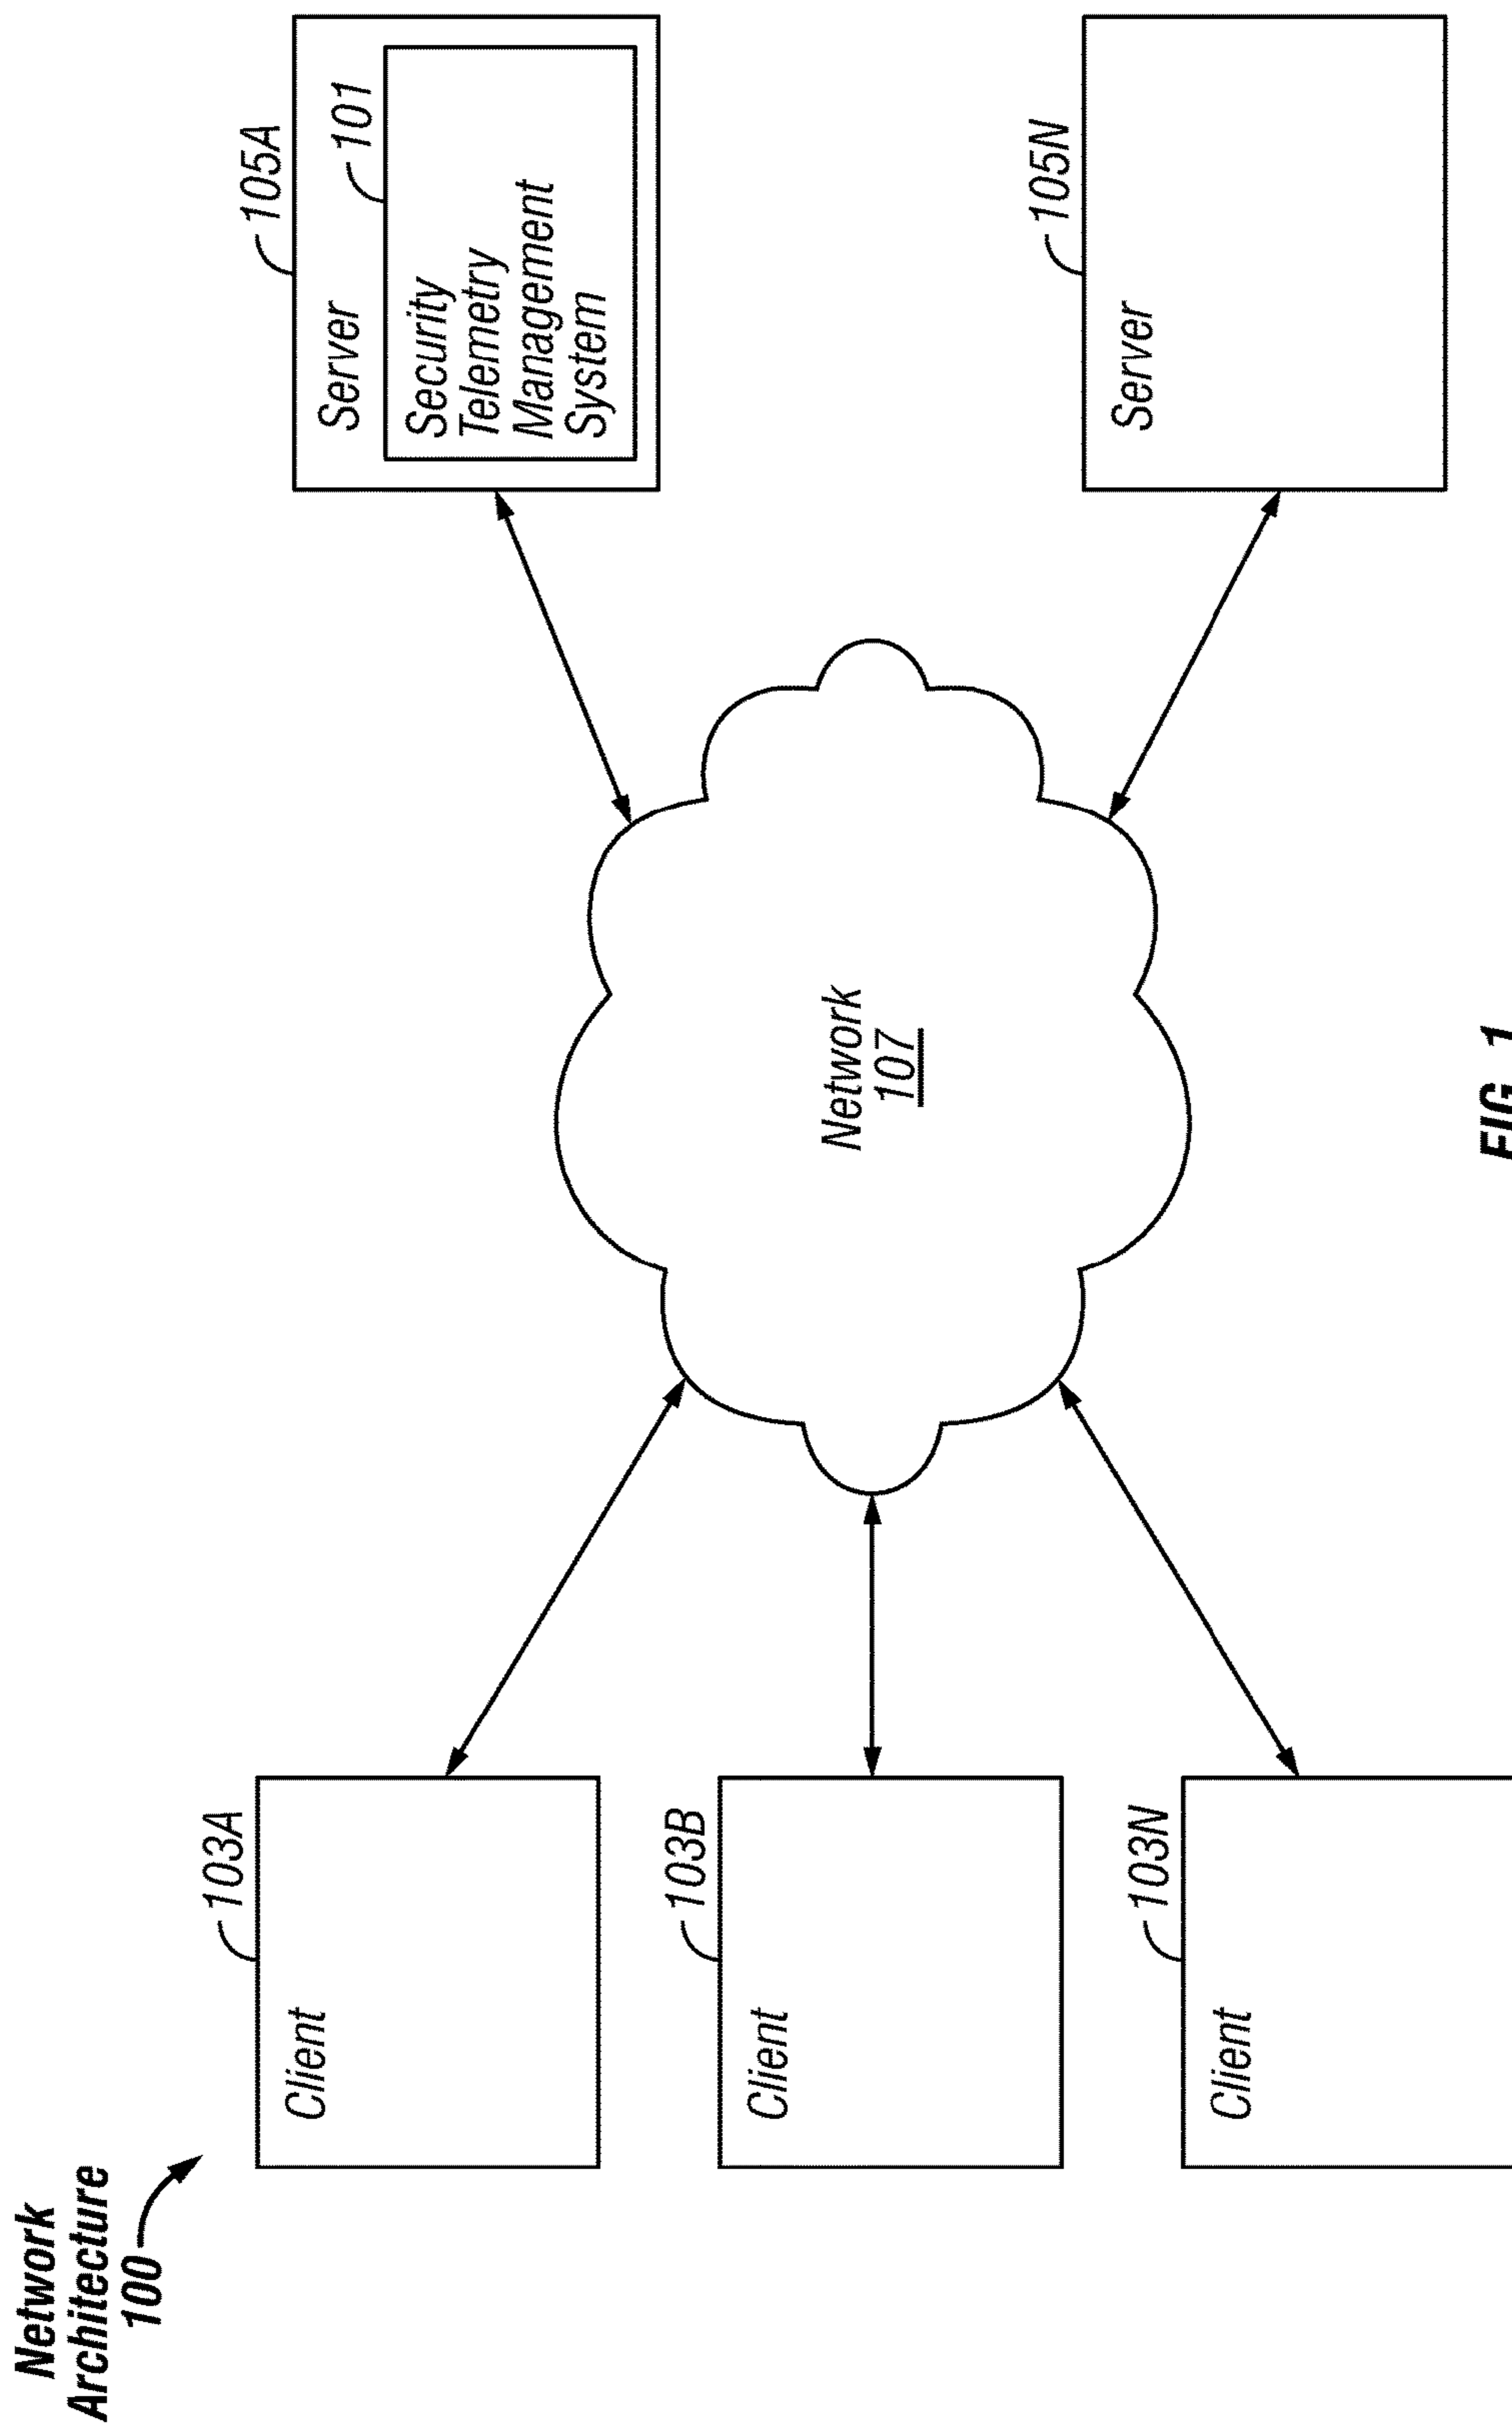 Network
Architecture
100
103A
Client
103B
Client
103N
Client
Network
107
105A
Server
101
Security
Telemetry
Management
System
105N
Server
FIG. 1